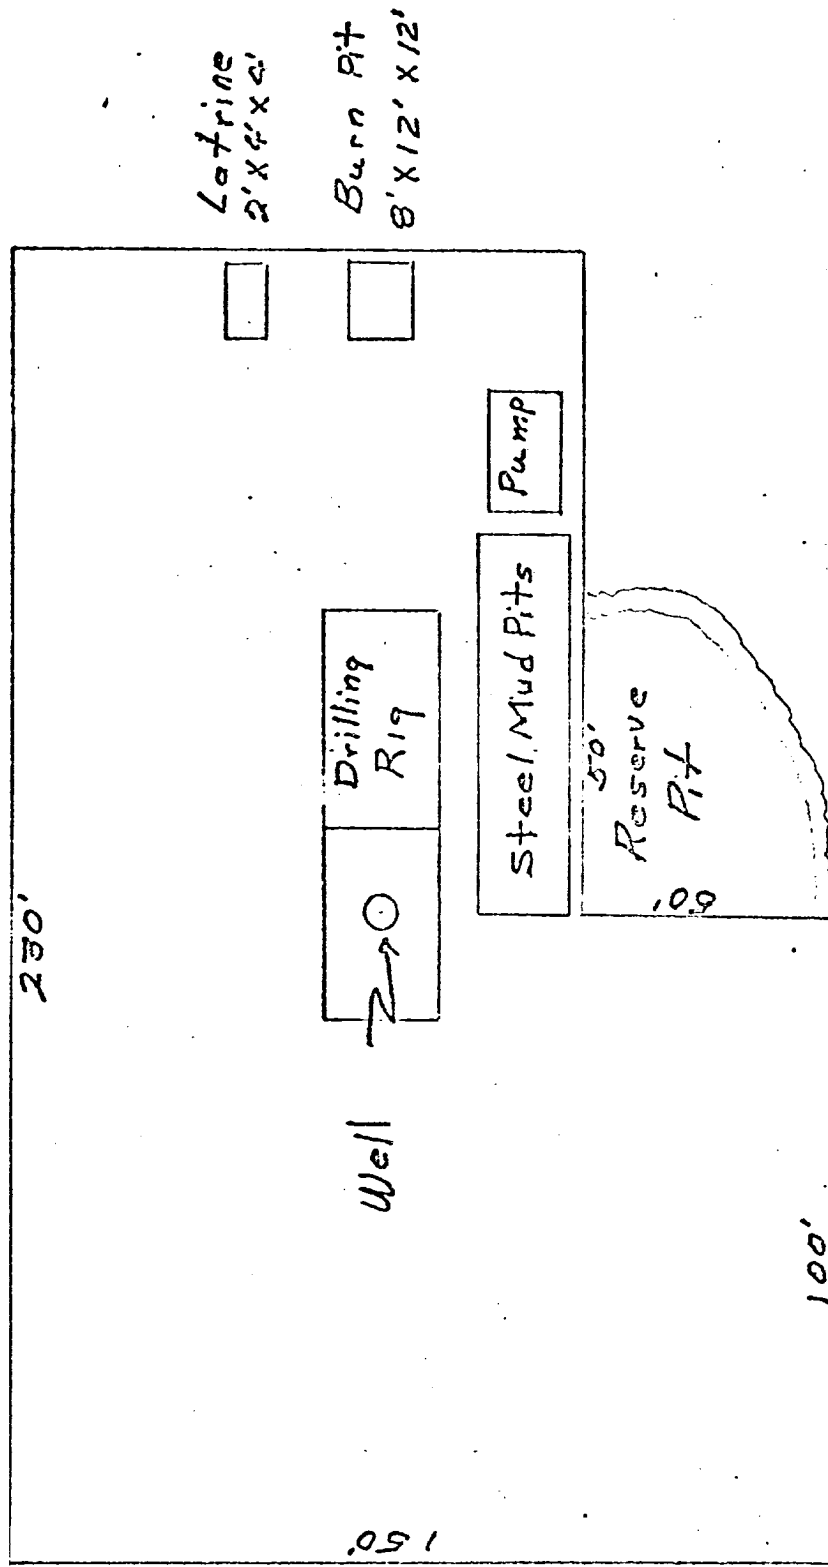 230'
Latrine
2'X4'X4'
Burn Pit
8'X12'X12'
Drilling
Rig
Well
Pump
Steel Mud Pits
50'
Reserve
Pit
150'
100'